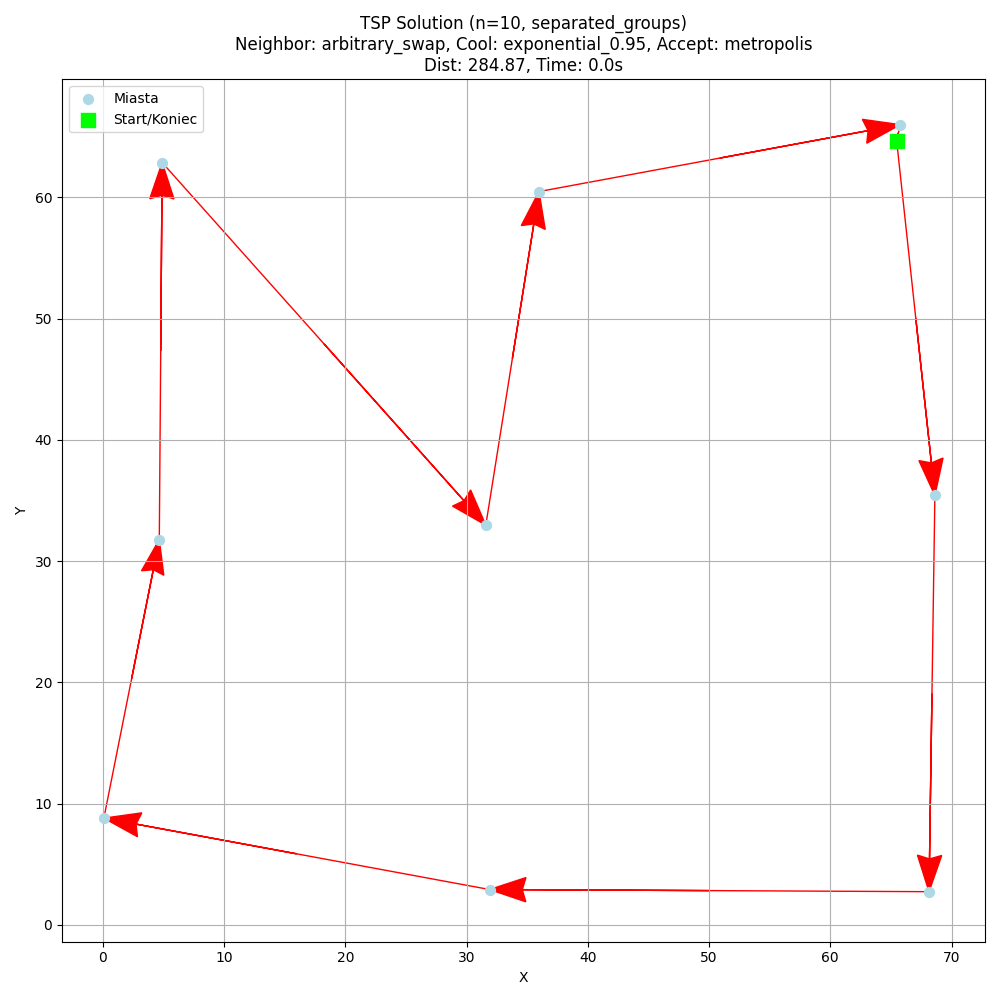 TSP Solution (n=10, separated_groups)
Neighbor: arbitrary_swap, Cool: exponential_0.95, Accept: metropolis
Dist: 284.87, Time: 0.0s
Miasta
Start/Koniec
60
50
40
30
20
10
0
Y
0 10 20 30 40 50 60 70
X